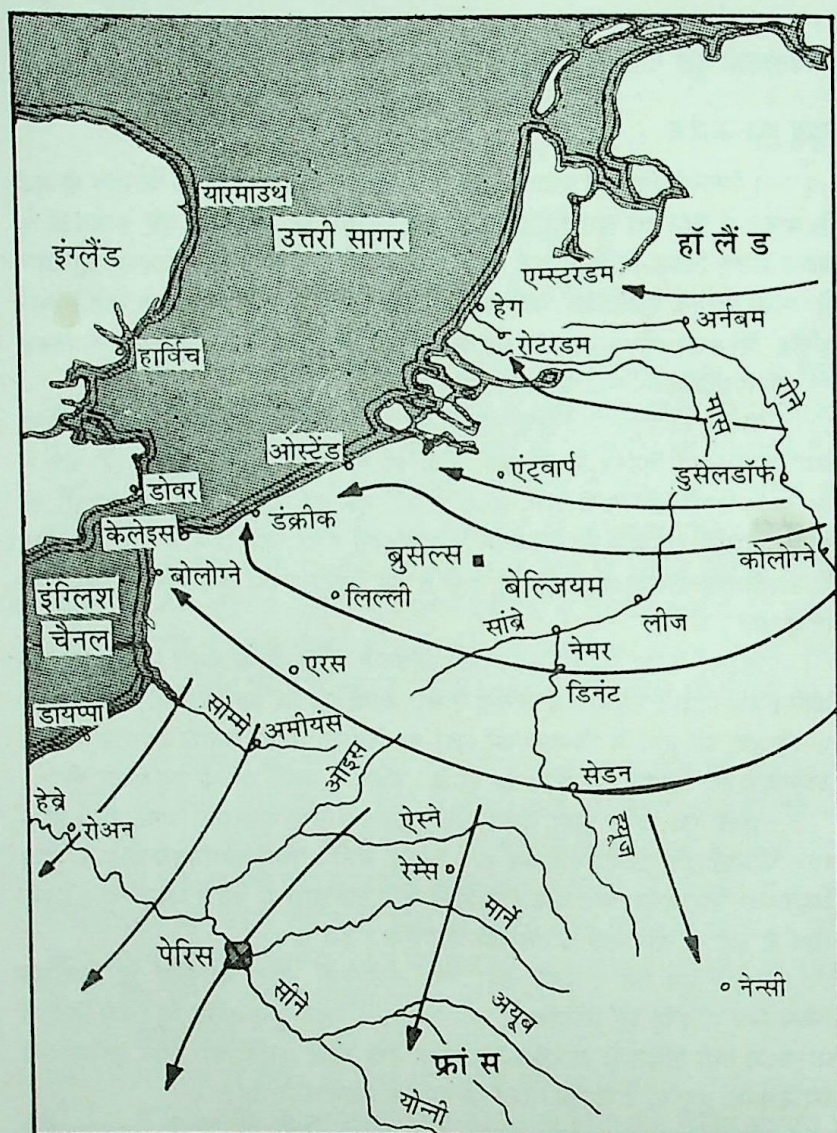 यारमाउथ
इंग्लैंड
उत्तरी सागर
हॉ लैं ड
एम्स्टरडम
हेग
अर्नबम
रोटरडम
हार्विच
मास
रीने
ओस्टेंड
एंट्वार्प
डुसेलडॉर्फ
डोवर
डंक्रीक
केलेइस
ब्रुसेल्स
कोलोग्ने
बोलोग्ने
बेल्जियम
इंग्लिश
चैनल
लिल्ली
सांब्रे
लीज
नेमर
एरस
डिनंट
सोम्मे
डायप्पा
अमीयंस
ओइस
सेडन
हेव्रे
रोअन
ऐस्ने
म्यूज
रेम्से
मार्ने
पेरिस
सीने
नेन्सी
अयूब
फ्रां स
योन्नी